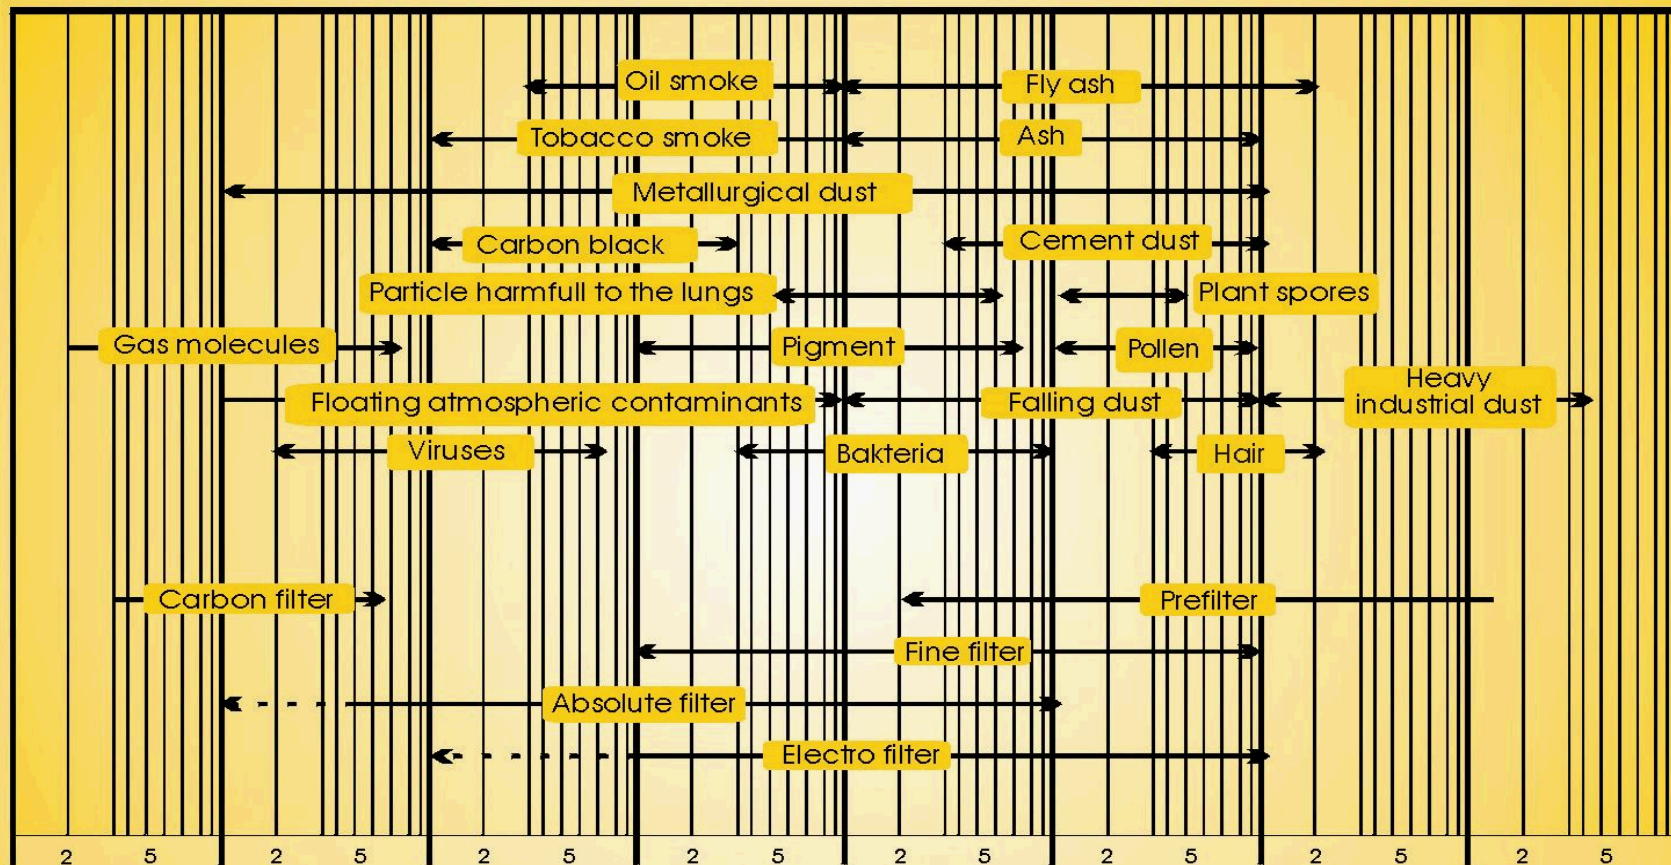 Oil smoke
Fly ash
Tobacco smoke
Ash
Metallurgical dust
Carbon black
Cement dust
Particle harmfull to the lungs
Plant spores
Gas molecules
Pigment
Pollen
Heavy
industrial dust
Floating atmospheric contaminants
Falling dust
Viruses
Bakteria
Hair
Carbon filter
Prefilter
Fine filter
Absolute filter
Electro filter
2 5 2 5 2 5 2 5 2 5 2 5 2 5 2 5